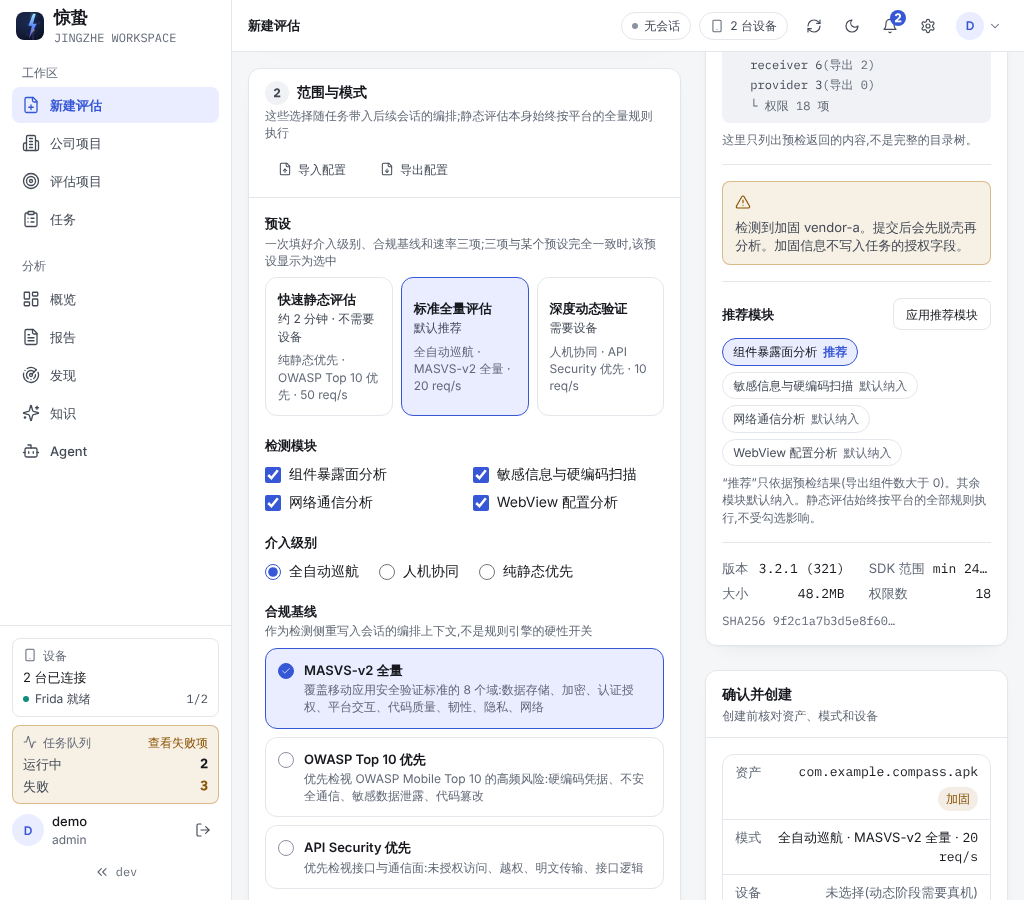 惊蛰
JINGZHE WORKSPACE
工作区
新建评估
公司项目
评估项目
任务
分析
概览
报告
发现
知识
Agent
设备
2 台已连接
Frida 就绪 1/2
任务队列 查看失败项
运行中 2
失败 3
D
demo
admin
dev
新建评估
无会话
2 台设备
2
D
2 范围与模式
这些选择随任务带入后续会话的编排;静态评估本身始终按平台的全量规则
执行
导入配置 导出配置
预设
一次填好介入级别、合规基线和速率三项;三项与某个预设完全一致时,该预
设显示为选中
快速静态评估
约 2 分钟 · 不需要
设备
纯静态优先 ·
OWASP Top 10 优
先 · 50 req/s
标准全量评估
默认推荐
全自动巡航 ·
MASVS-v2 全量 ·
20 req/s
深度动态验证
需要设备
人机协同 · API
Security 优先 · 10
req/s
检测模块
组件暴露面分析 敏感信息与硬编码扫描
网络通信分析 WebView 配置分析
介入级别
全自动巡航 人机协同 纯静态优先
合规基线
作为检测侧重写入会话的编排上下文,不是规则引擎的硬性开关
MASVS-v2 全量
覆盖移动应用安全验证标准的 8 个域:数据存储、加密、认证授
权、平台交互、代码质量、韧性、隐私、网络
OWASP Top 10 优先
优先检视 OWASP Mobile Top 10 的高频风险:硬编码凭据、不安
全通信、敏感数据泄露、代码篡改
API Security 优先
优先检视接口与通信面:未授权访问、越权、明文传输、接口逻辑
receiver 6(导出 2)
provider 3(导出 0)
└ 权限 18 项
这里只列出预检返回的内容,不是完整的目录树。
检测到加固 vendor-a。提交后会先脱壳再
分析。加固信息不写入任务的授权字段。
推荐模块 应用推荐模块
组件暴露面分析 推荐
敏感信息与硬编码扫描 默认纳入
网络通信分析 默认纳入
WebView 配置分析 默认纳入
“推荐”只依据预检结果(导出组件数大于 0)。其余
模块默认纳入。静态评估始终按平台的全部规则执
行,不受勾选影响。
版本 3.2.1 (321) SDK 范围 min 24…
大小 48.2MB 权限数 18
SHA256 9f2c1a7b3d5e8f60…
确认并创建
创建前核对资产、模式和设备
资产 com.example.compass.apk
加固
模式 全自动巡航 · MASVS-v2 全量 · 20
req/s
设备 未选择(动态阶段需要真机)